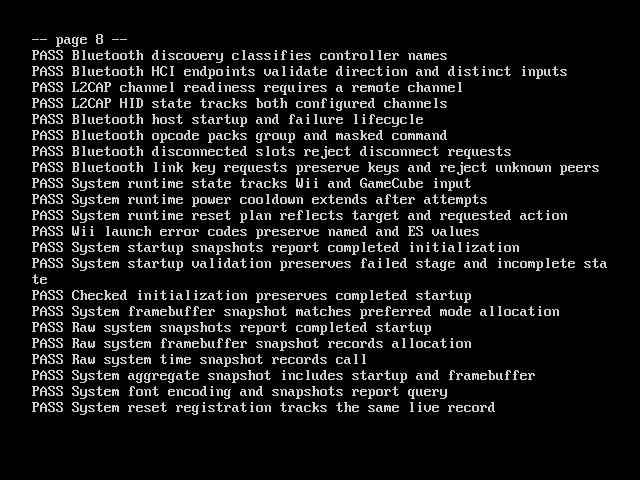 -- page 8 --
PASS Bluetooth discovery classifies controller names
PASS Bluetooth HCI endpoints validate direction and distinct inputs
PASS L2CAP channel readiness requires a remote channel
PASS L2CAP HID state tracks both configured channels
PASS Bluetooth host startup and failure lifecycle
PASS Bluetooth opcode packs group and masked command
PASS Bluetooth disconnected slots reject disconnect requests
PASS Bluetooth link key requests preserve keys and reject unknown peers
PASS System runtime state tracks Wii and GameCube input
PASS System runtime power cooldown extends after attempts
PASS System runtime reset plan reflects target and requested action
PASS Wii launch error codes preserve named and ES values
PASS System startup snapshots report completed initialization
PASS System startup validation preserves failed stage and incomplete sta
te
PASS Checked initialization preserves completed startup
PASS System framebuffer snapshot matches preferred mode allocation
PASS Raw system snapshots report completed startup
PASS Raw system framebuffer snapshot records allocation
PASS Raw system time snapshot records call
PASS System aggregate snapshot includes startup and framebuffer
PASS System font encoding and snapshots report query
PASS System reset registration tracks the same live record